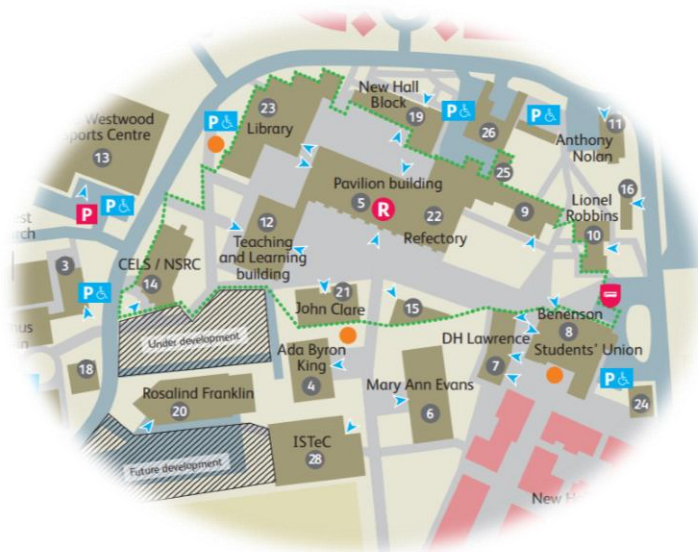 New Hall
Block
19
23
Library
P
26
P
11
Anthony
Nolan
Westwood
Sports Centre
13
P
P
Pavilion building
5
R
22
Refectory
25
16
Lionel
Robbins
10
9
12
Teaching
and Learning
building
CELS / NSRC
14
3
P
21
John Clare
15
Benenson
8
Students' Union
DH Lawrence
7
P
24
Under development
Ada Byron
King
4
18
Rosalind Franklin
20
Mary Ann Evans
6
ISTeC
28
Future development
New